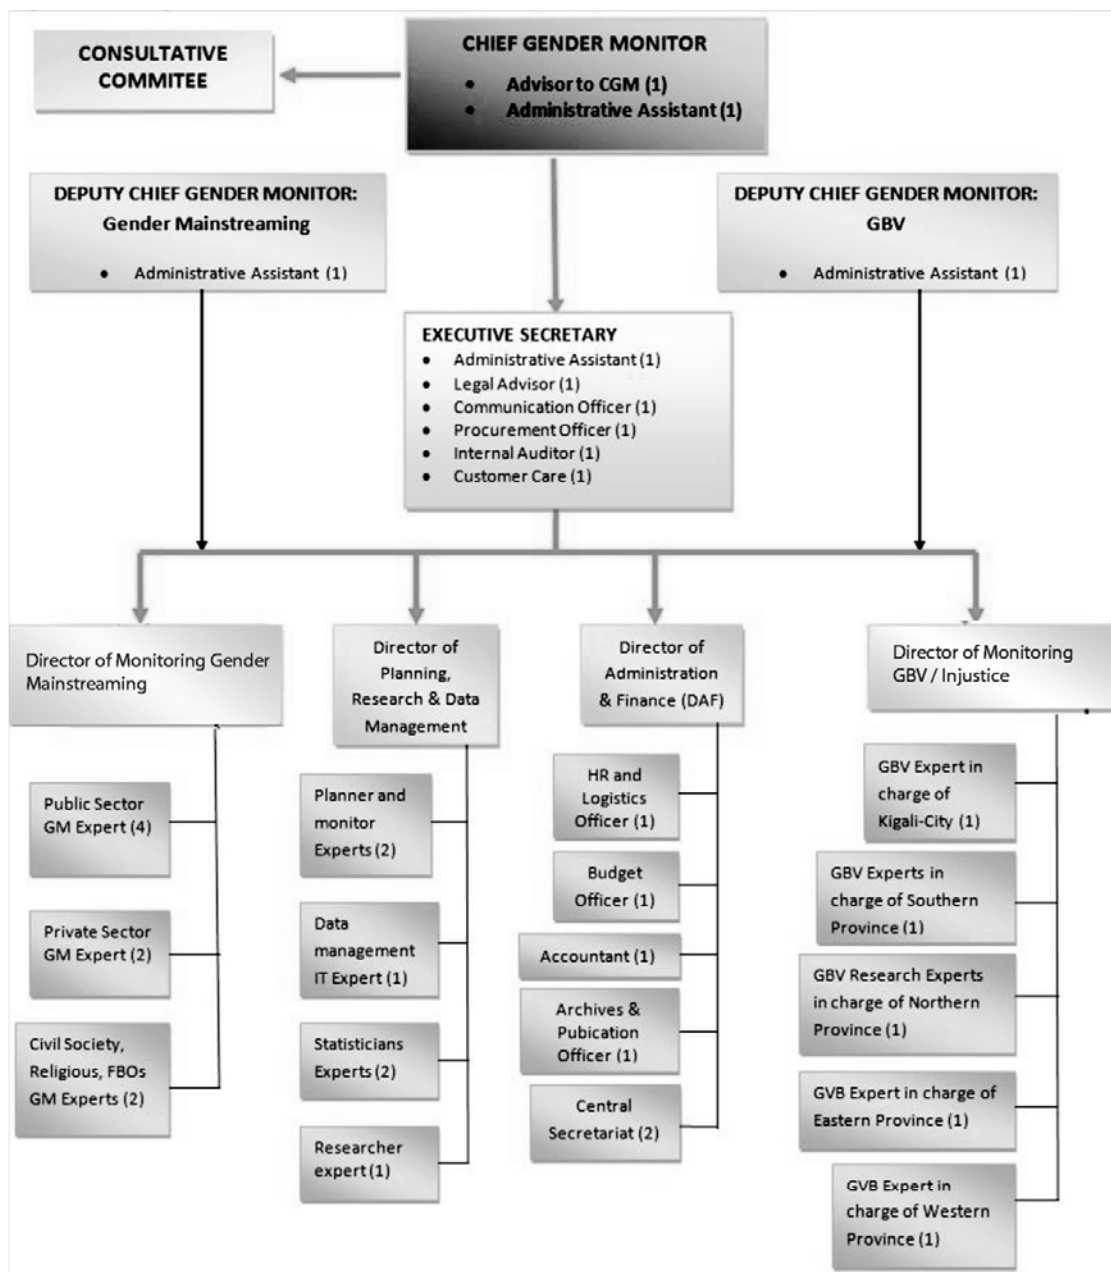 CONSULTATIVE
COMMITEE
CHIEF GENDER MONITOR
• Advisor to CGM (1)
• Administrative Assistant (1)
DEPUTY CHIEF GENDER MONITOR:
Gender Mainstreaming
• Administrative Assistant (1)
DEPUTY CHIEF GENDER MONITOR:
GBV
• Administrative Assistant (1)
EXECUTIVE SECRETARY
• Administrative Assistant (1)
• Legal Advisor (1)
• Communication Officer (1)
• Procurement Officer (1)
• Internal Auditor (1)
• Customer Care (1)
Director of Monitoring Gender
Mainstreaming
Public Sector
GM Expert (4)
Private Sector
GM Expert (2)
Civil Society,
Religious, FBOs
GM Experts (2)
Director of
Planning,
Research & Data
Management
Planner and
monitor
Experts (2)
Data
management
IT Expert (1)
Statisticians
Experts (2)
Researcher
expert (1)
Director of
Administration
& Finance (DAF)
HR and
Logistics
Officer (1)
Budget
Officer (1)
Accountant (1)
Archives &
Pubication
Officer (1)
Central
Secretariat (2)
Director of Monitoring
GBV / Injustice
GBV Expert in
charge of
Kigali-City (1)
GBV Experts in
charge of Southern
Province (1)
GBV Research Experts
in charge of Northern
Province (1)
GVB Expert in charge of
Eastern Province (1)
GVB Expert in
charge of Western
Province (1)